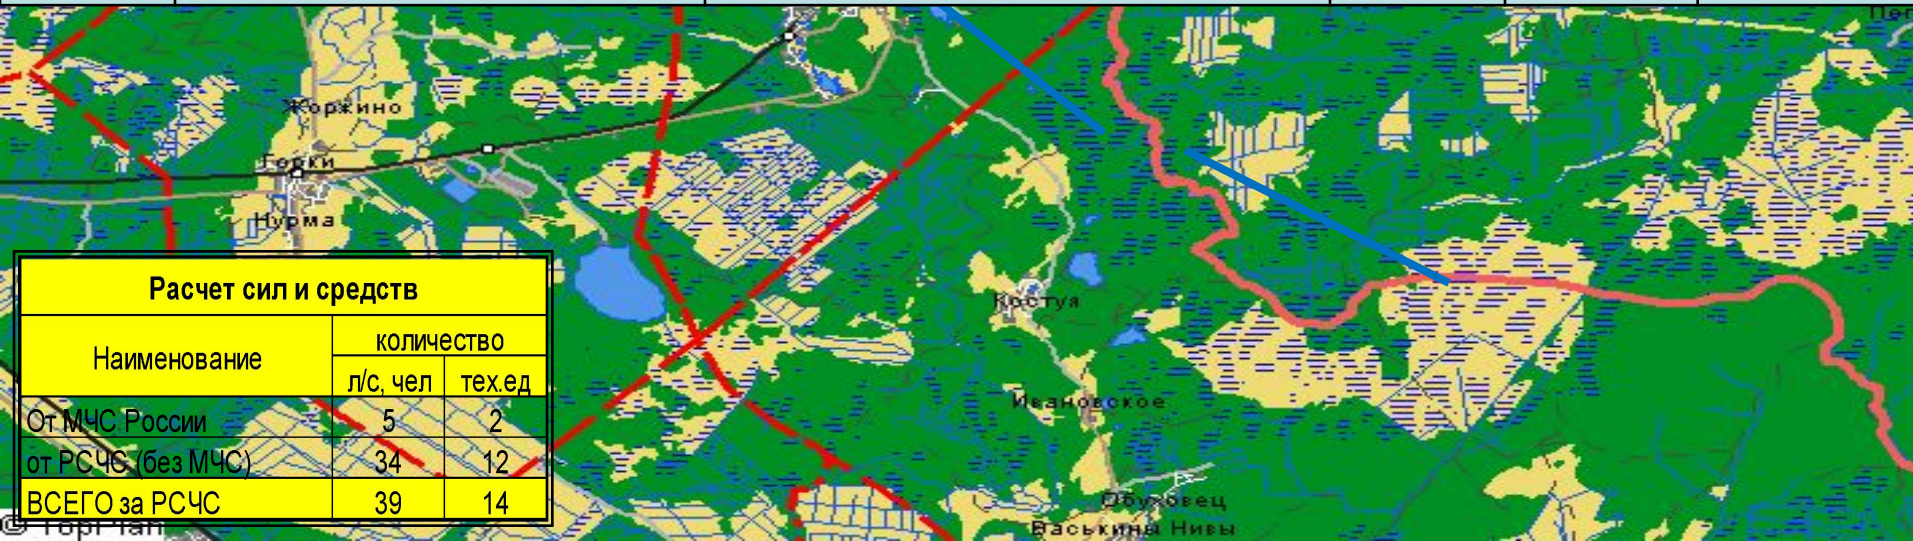 Жоржино
Горки
Нурма
Костуя
Ивановское
Обуховец
Васькины Нивы
Расчет сил и средств
Наименование
количество
л/с, чел
тех.ед
От МЧС России 5 2
от РСЧС (без МЧС) 34 12
ВСЕГО за РСЧС 39 14